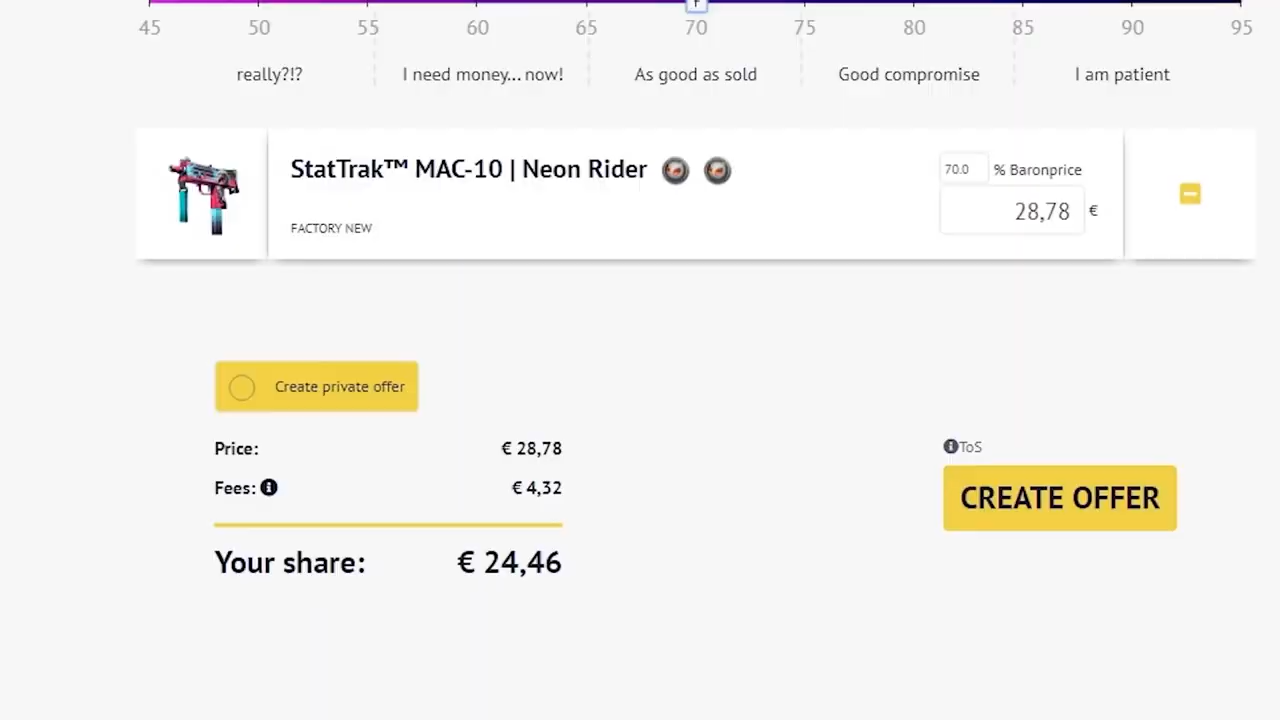 45 50 55 60 65 70 75 80 85 90 95
really?!? I need money... now! As good as sold Good compromise I am patient
StatTrak™ MAC-10 | Neon Rider
70.0 % Baronprice
28,78 €
FACTORY NEW
Create private offer
Price: € 28,78
ToS
Fees: € 4,32
CREATE OFFER
Your share: € 24,46